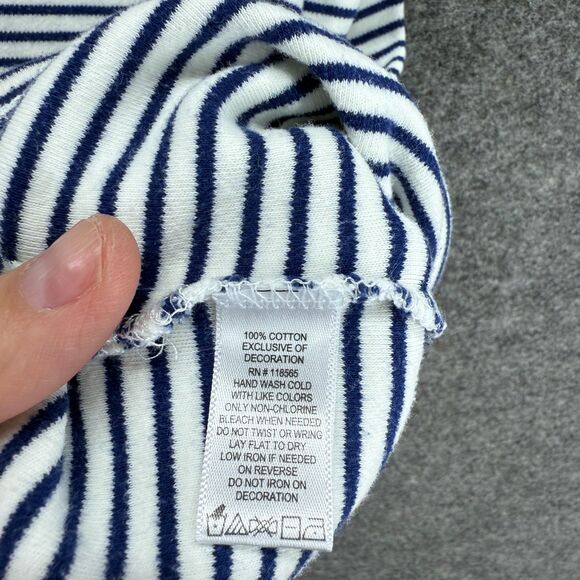 100% COTTON
EXCLUSIVE OF
DECORATION
RN # 118565
HAND WASH COLD
WITH LIKE COLORS
ONLY NON-CHLORINE
BLEACH WHEN NEEDED
DO NOT TWIST OR WRING
LAY FLAT TO DRY
LOW IRON IF NEEDED
ON REVERSE
DO NOT IRON ON
DECORATION